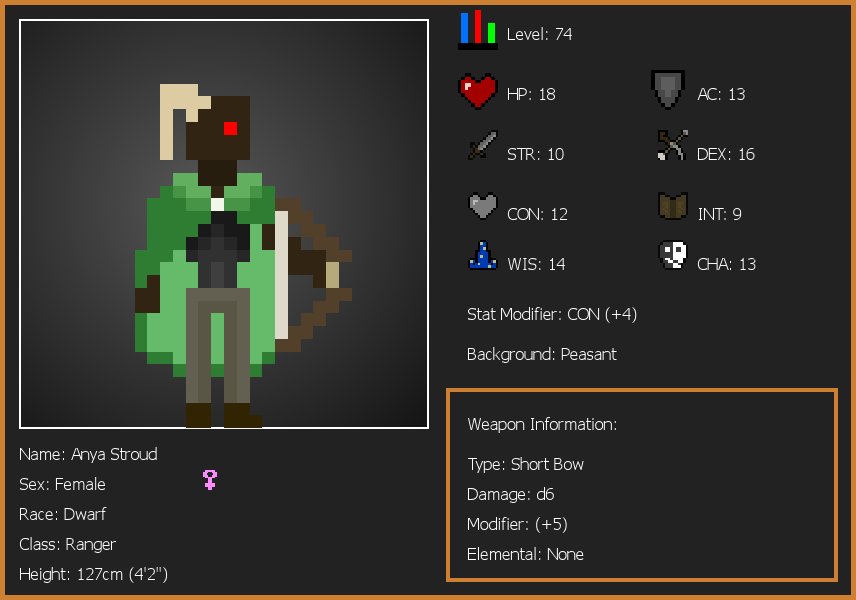 Level: 74
HP: 18
AC: 13
STR: 10
DEX: 16
CON: 12
INT: 9
WIS: 14
CHA: 13
Stat Modifier: CON (+4)
Background: Peasant
Weapon Information:
Type: Short Bow
Damage: d6
Modifier: (+5)
Elemental: None
Name: Anya Stroud
Sex: Female
Race: Dwarf
Class: Ranger
Height: 127cm (4'2")